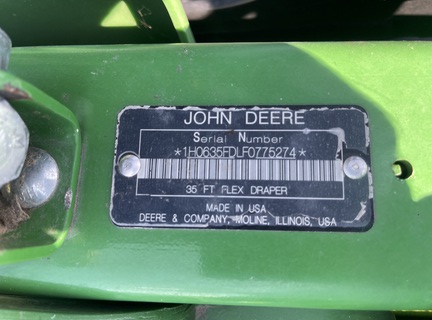 JOHN DEERE
Serial Number
*1H0635FDLF0775274*
35 FT FLEX DRAPER
MADE IN USA
DEERE & COMPANY, MOLINE, ILLINOIS, USA